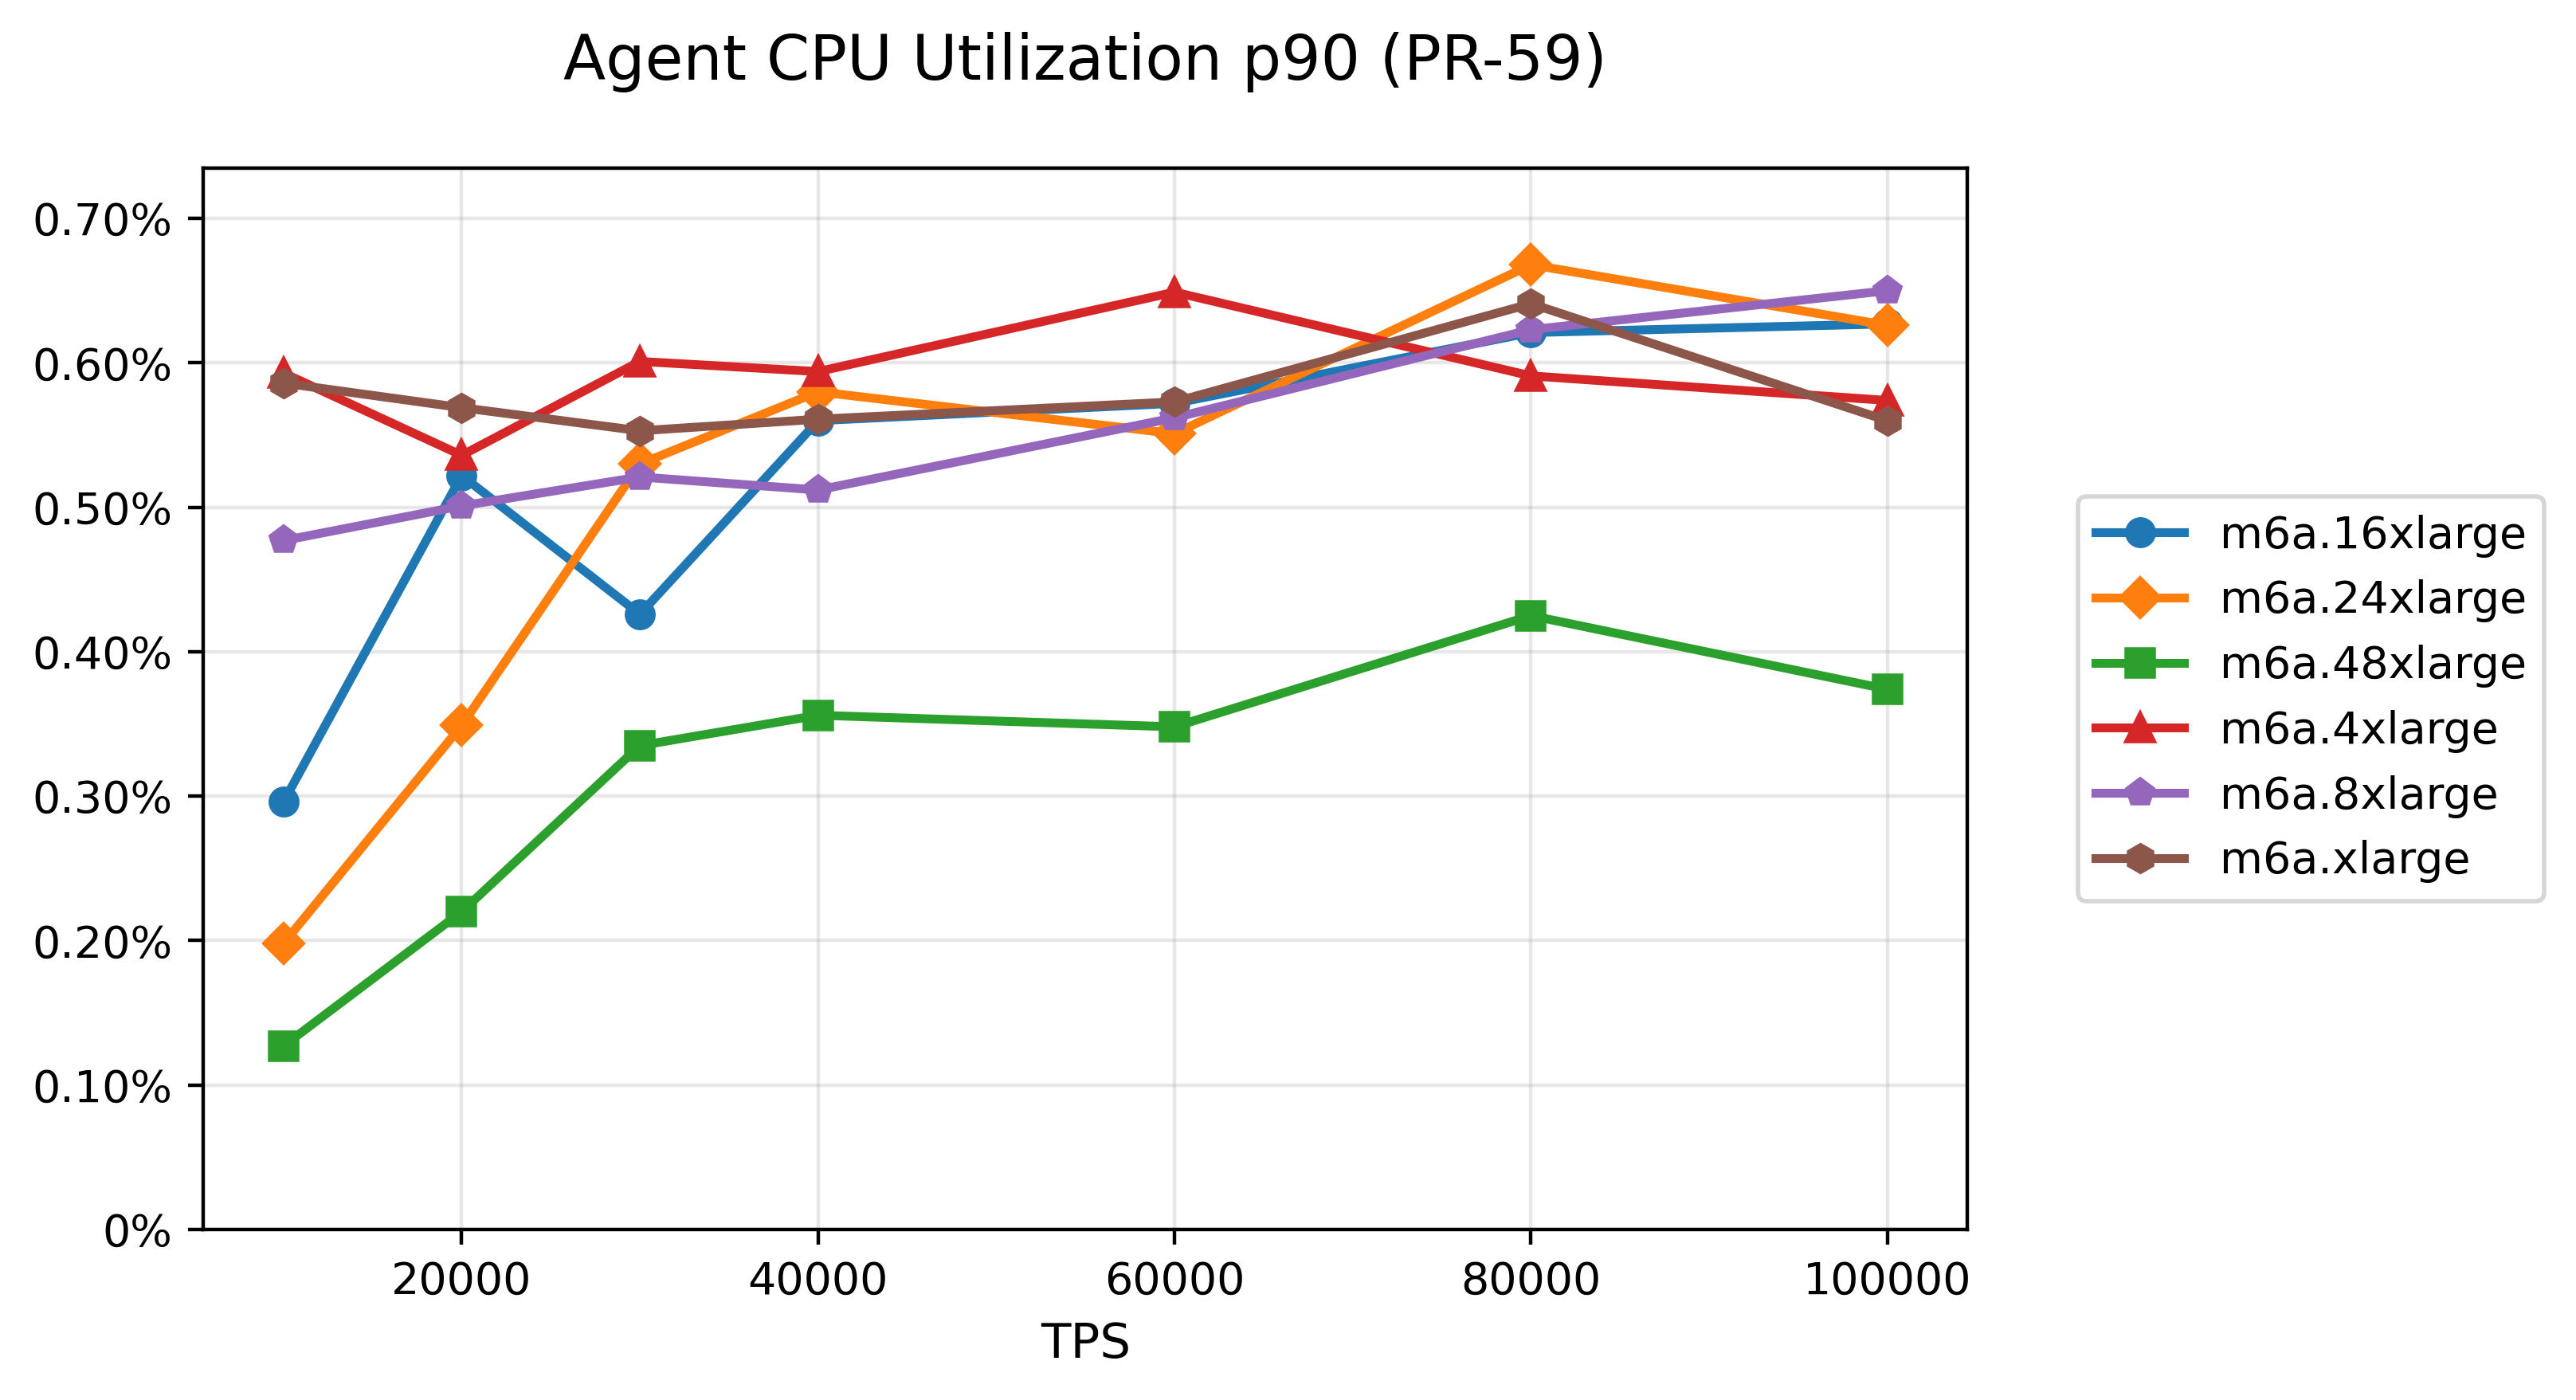 Agent CPU Utilization p90 (PR-59)
0.70%
0.60%
0.50%
0.40%
0.30%
0.20%
0.10%
0%
20000 40000 60000 80000 100000
TPS
m6a.16xlarge
m6a.24xlarge
m6a.48xlarge
m6a.4xlarge
m6a.8xlarge
m6a.xlarge